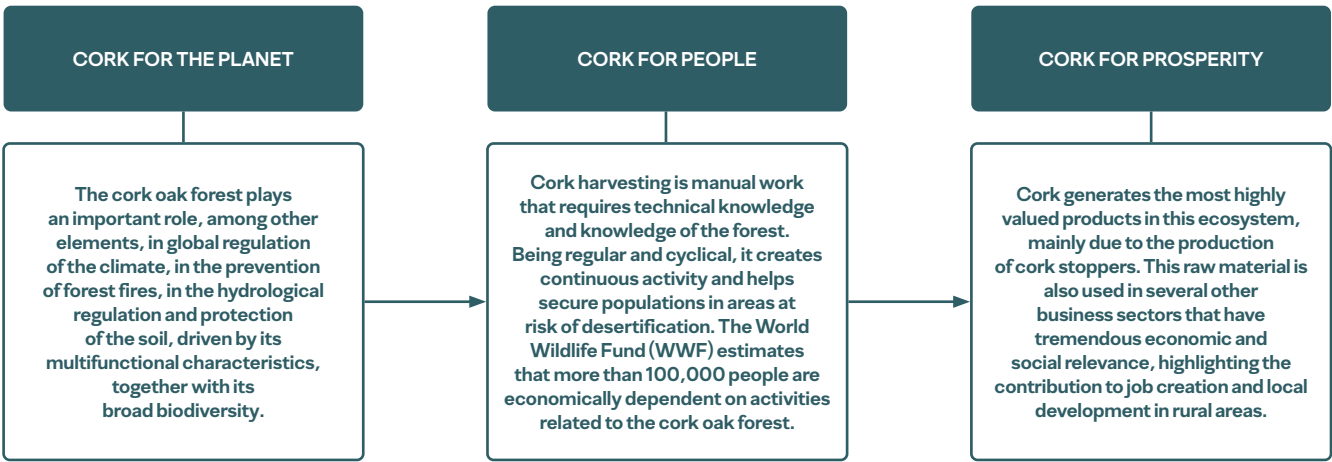 CORK FOR THE PLANET
The cork oak forest plays
an important role, among other
elements, in global regulation
of the climate, in the prevention
of forest fires, in the hydrological
regulation and protection
of the soil, driven by its
multifunctional characteristics,
together with its
broad biodiversity.
CORK FOR PEOPLE
Cork harvesting is manual work
that requires technical knowledge
and knowledge of the forest.
Being regular and cyclical, it creates
continuous activity and helps
secure populations in areas at
risk of desertification. The World
Wildlife Fund (WWF) estimates
that more than 100,000 people are
economically dependent on activities
related to the cork oak forest.
CORK FOR PROSPERITY
Cork generates the most highly
valued products in this ecosystem,
mainly due to the production
of cork stoppers. This raw material is
also used in several other
business sectors that have
tremendous economic and
social relevance, highlighting the
contribution to job creation and local
development in rural areas.